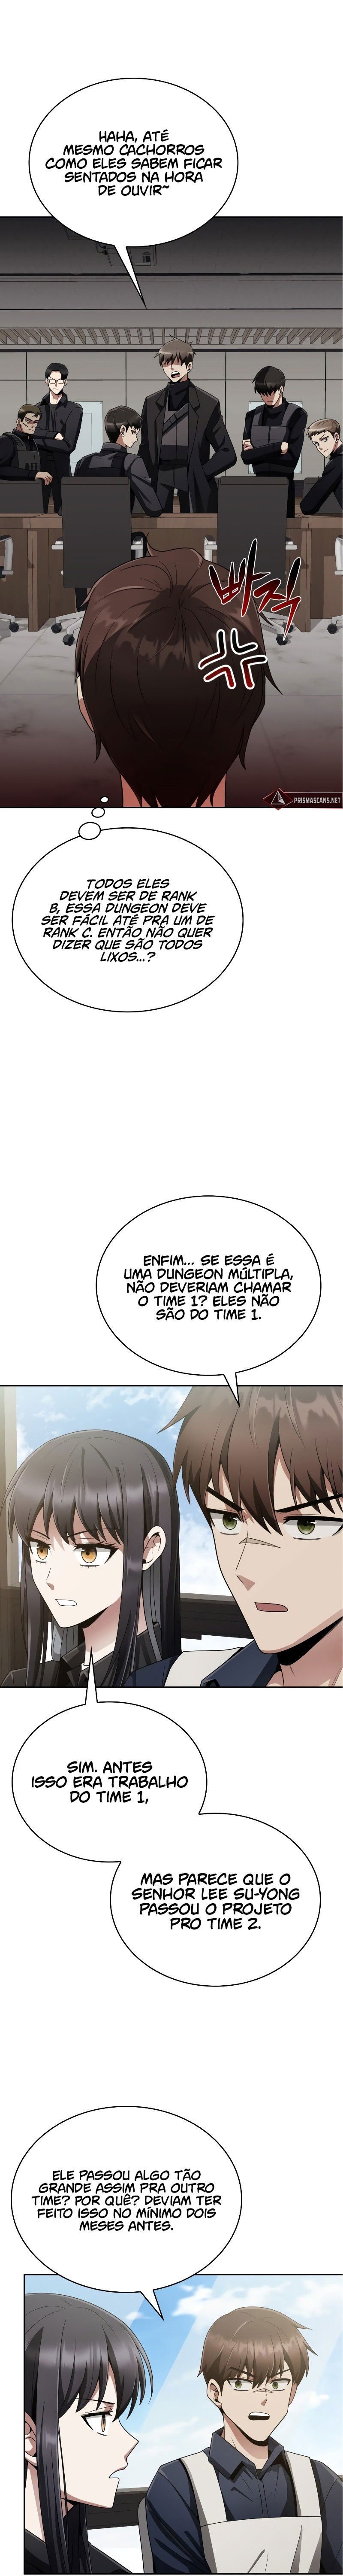 HAHA, ATÉ
MESMO CACHORROS
COMO ELES SABEM FICAR
SENTADOS NA HORA
DE OUVIR~
빠직
PRISMASCANS.NET
TODOS ELES
DEVEM SER DE RANK
B, ESSA DUNGEON DEVE
SER FÁCIL ATÉ PRA UM DE
RANK C. ENTÃO NÃO QUER
DIZER QUE SÃO TODOS
LIXOS...?
ENFIM... SE ESSA É
UMA DUNGEON MÚLTIPLA,
NÃO DEVERIAM CHAMAR
O TIME 1? ELES NÃO
SÃO DO TIME 1.
SIM. ANTES
ISSO ERA TRABALHO
DO TIME 1,
MAS PARECE QUE O
SENHOR LEE SU-YONG
PASSOU O PROJETO
PRO TIME 2.
ELE PASSOU ALGO TÃO
GRANDE ASSIM PRA OUTRO
TIME? POR QUÊ? DEVIAM TER
FEITO ISSO NO MÍNIMO DOIS
MESES ANTES.